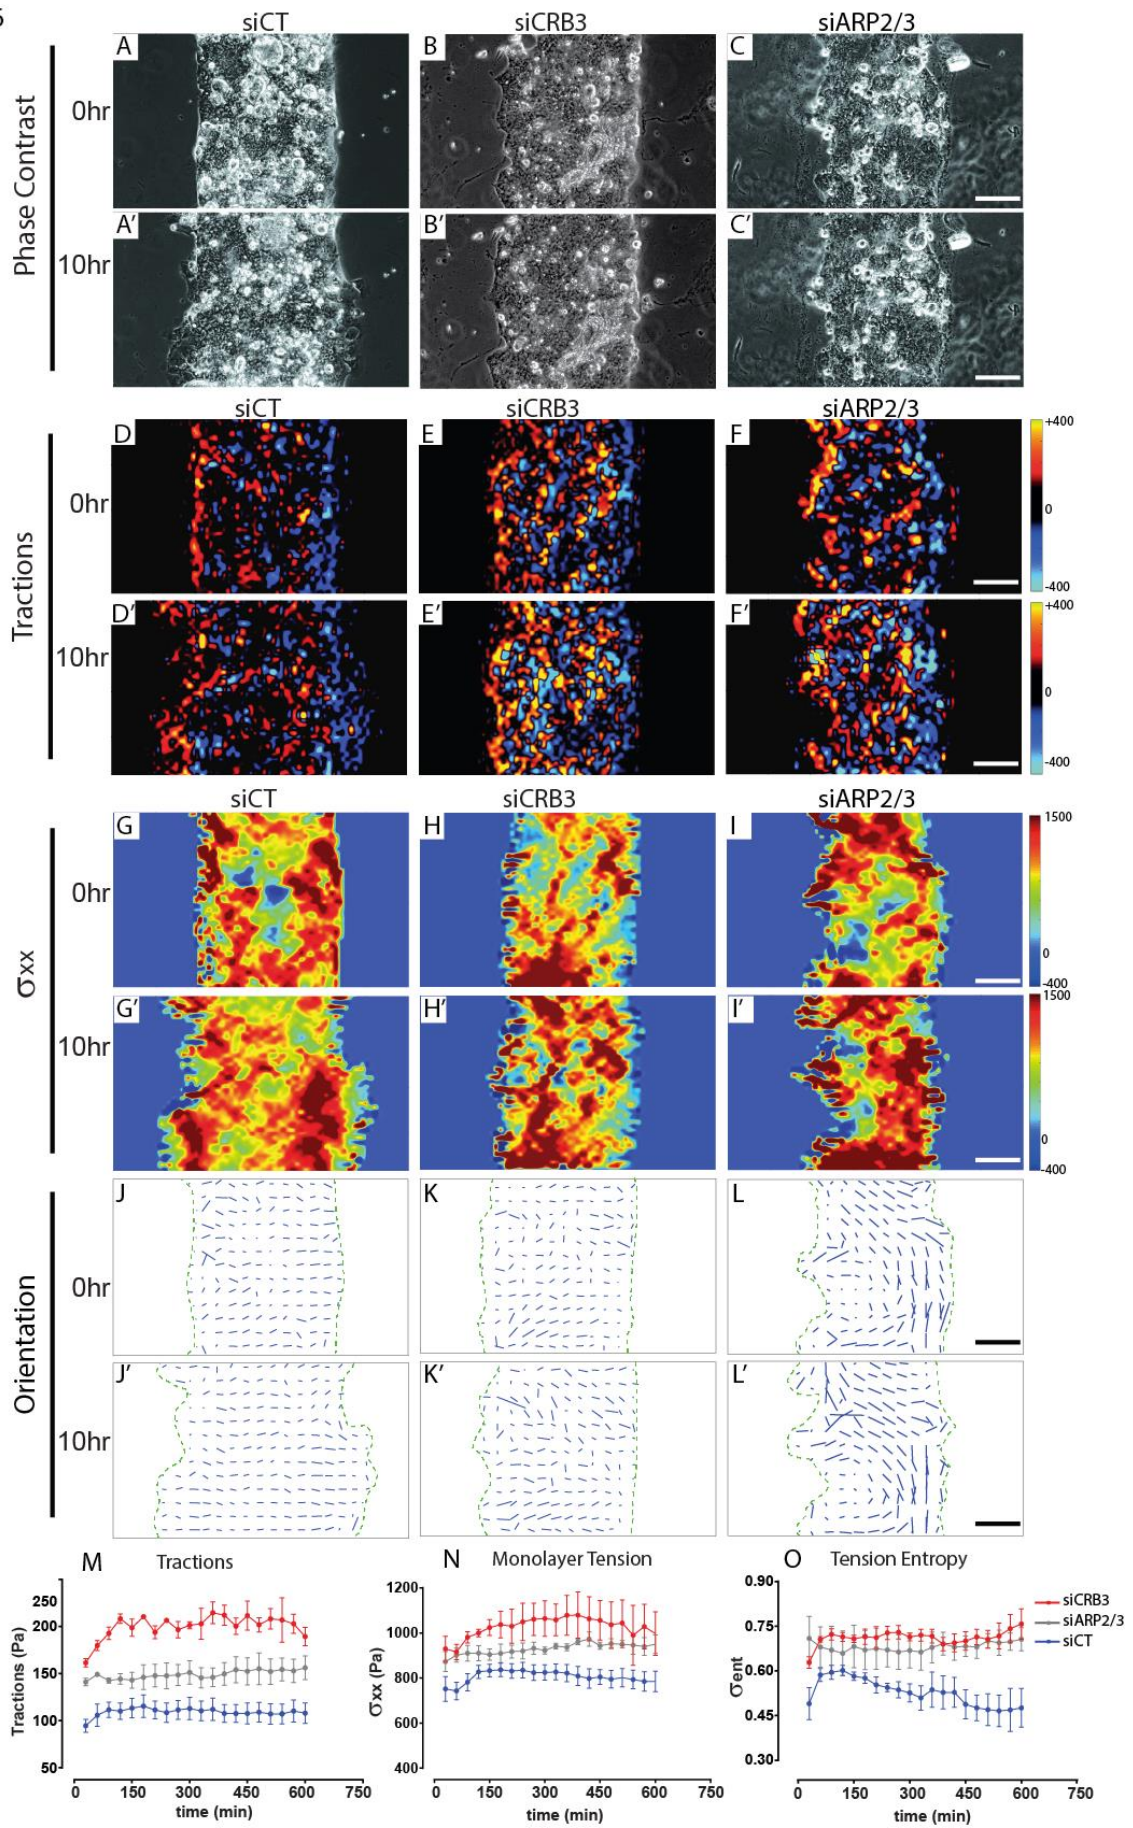 siCT siCRB3 siARP2/3
Phase Contrast
0hr
A B C
10hr
A' B' C'
siCT siCRB3 siARP2/3
Tractions
0hr
D E F
+400
0
-400
10hr
D' E' F'
+400
0
-400
siCT siCRB3 siARP2/3
σxx
0hr
G H I
1500
0
-400
10hr
G' H' I'
1500
0
-400
Orientation
0hr
J K L
10hr
J' K' L'
M Tractions
Tractions (Pa)
250
200
150
100
50
0 150 300 450 600 750
time (min)
N Monolayer Tension
σxx (Pa)
1200
1000
800
600
400
0 150 300 450 600 750
time (min)
O Tension Entropy
σent
0.90
0.75
0.60
0.45
0.30
0 150 300 450 600 750
time (min)
siCRB3
siARP2/3
siCT